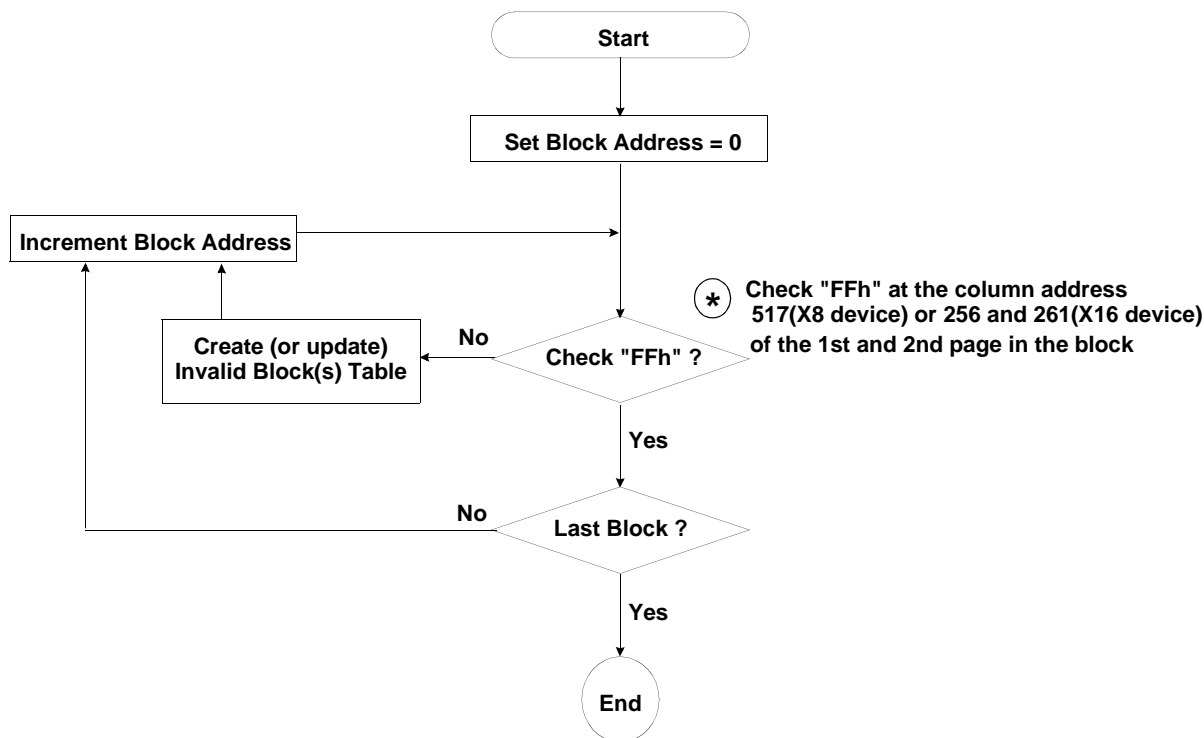 Start
Set Block Address = 0
Increment Block Address
* Check "FFh" at the column address
517(X8 device) or 256 and 261(X16 device)
of the 1st and 2nd page in the block
No
Create (or update)
Invalid Block(s) Table
Check "FFh" ?
Yes
No
Last Block ?
Yes
End